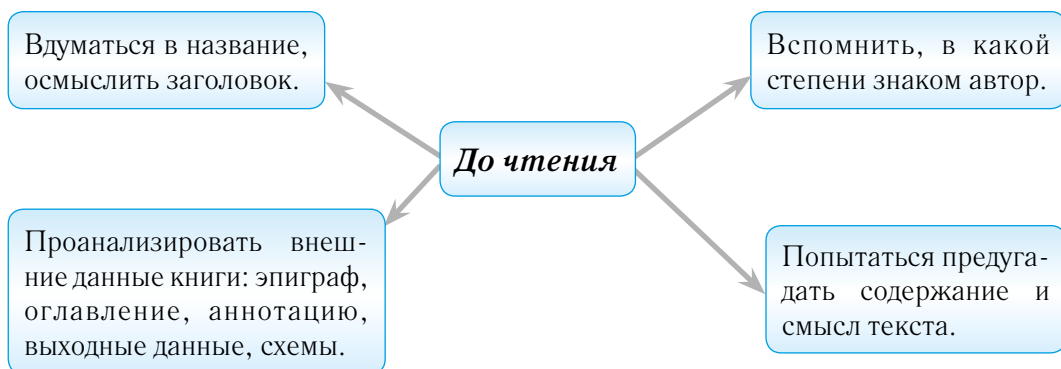 Вдуматься в название,
осмыслить заголовок.
Вспомнить, в какой
степени знаком автор.
До чтения
Проанализировать внеш-
ние данные книги: эпиграф,
оглавление, аннотацию,
выходные данные, схемы.
Попытаться предуга-
дать содержание и
смысл текста.